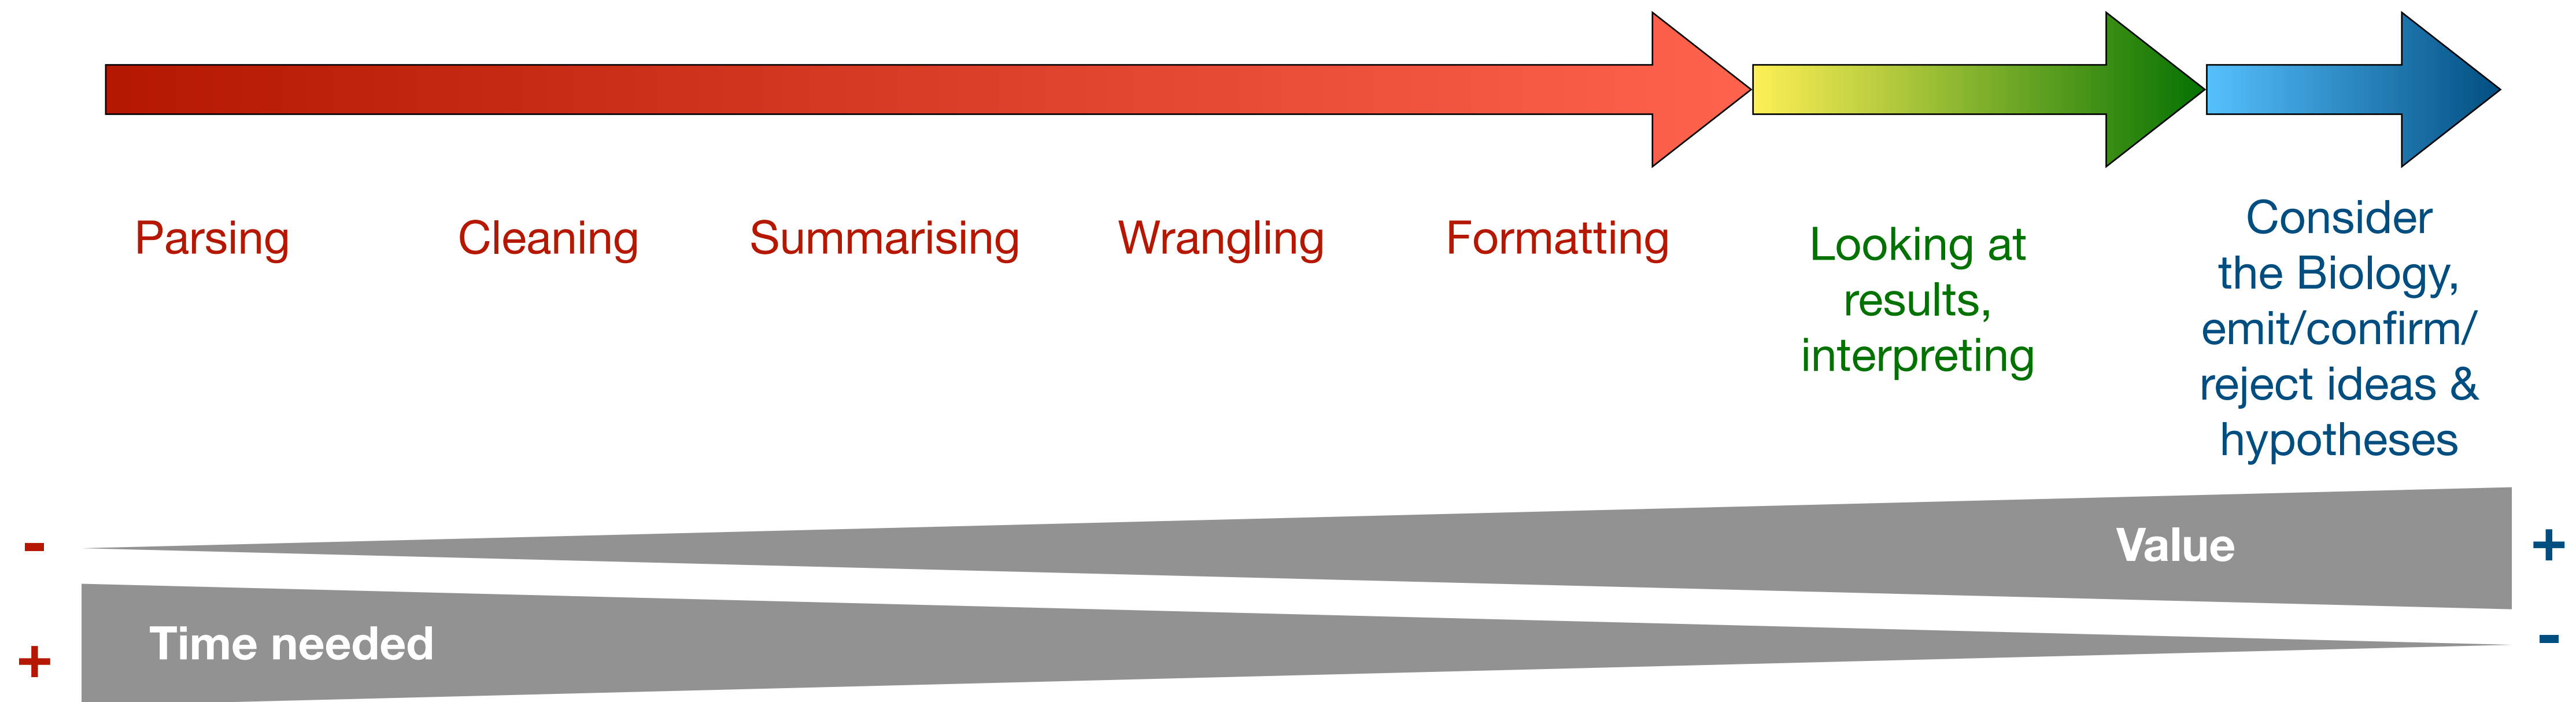 Parsing
Cleaning
Summarising
Wrangling
Formatting
Looking at
results,
interpreting
Consider
the Biology,
emit/confirm/
reject ideas &
hypotheses
-
Value
+
+
Time needed
-